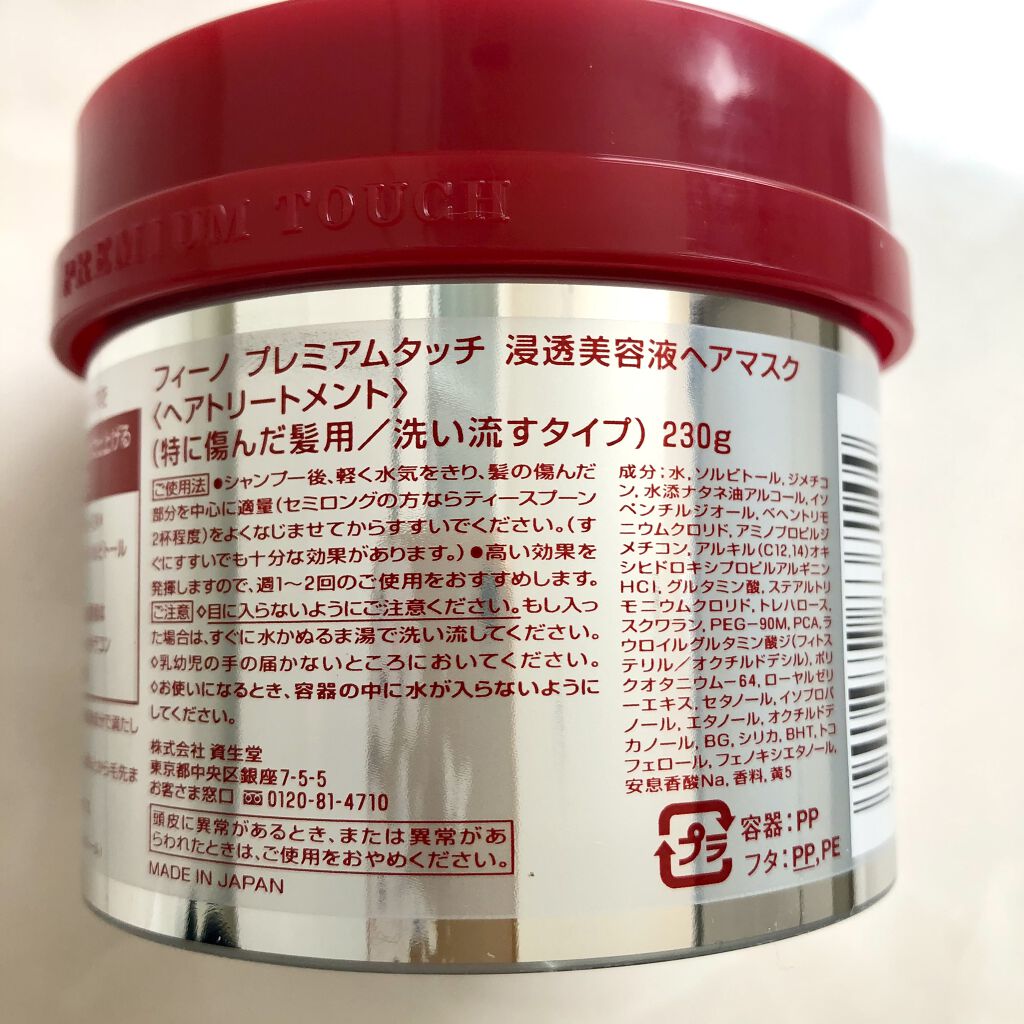 PREMIUM TOUCH
フィーノ プレミアムタッチ 浸透美容液ヘアマスク
〈ヘアトリートメント〉
(特に傷んだ髪用/洗い流すタイプ) 230g
ご使用法 ●シャンプー後、軽く水気をきり、髪の傷んだ
部分を中心に適量(セミロングの方ならティースプーン
2杯程度)をよくなじませてからすすいでください。(す
ぐにすすいでも十分な効果があります。)●高い効果を
発揮しますので、週1〜2回のご使用をおすすめします。
ご注意 ◇目に入らないようにご注意ください。もし入っ
た場合は、すぐに水かぬるま湯で洗い流してください。
◇乳幼児の手の届かないところにおいてください。
◇お使いになるとき、容器の中に水が入らないように
してください。
株式会社 資生堂
東京都中央区銀座7-5-5
お客さま窓口 0120-81-4710
頭皮に異常があるとき、または異常があ
らわれたときは、ご使用をおやめください。
MADE IN JAPAN
成分:水、ソルビトール、ジメチコ
ン、水添ナタネ油アルコール、イソ
ペンチルジオール、ベヘントリモ
ニウムクロリド、アミノプロピルジ
メチコン、アルキル(C12,14)オキ
シヒドロキシプロピルアルギニン
HCl、グルタミン酸、ステアルトリ
モニウムクロリド、トレハロース、
スクワラン、PEG-90M、PCA、ラ
ウロイルグルタミン酸ジ(フィトス
テリル/オクチルドデシル)、ポリ
クオタニウム-64、ローヤルゼリ
ーエキス、セタノール、イソプロパ
ノール、エタノール、オクチルドデ
カノール、BG、シリカ、BHT、トコ
フェロール、フェノキシエタノール、
安息香酸Na、香料、黄5
プラ
容器:PP
フタ:PP,PE